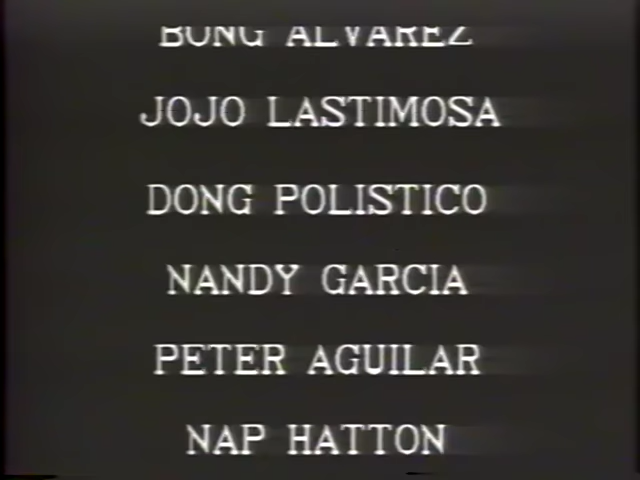 BONG ALVAREZ
JOJO LASTIMOSA
DONG POLISTICO
NANDY GARCIA
PETER AGUILAR
NAP HATTON